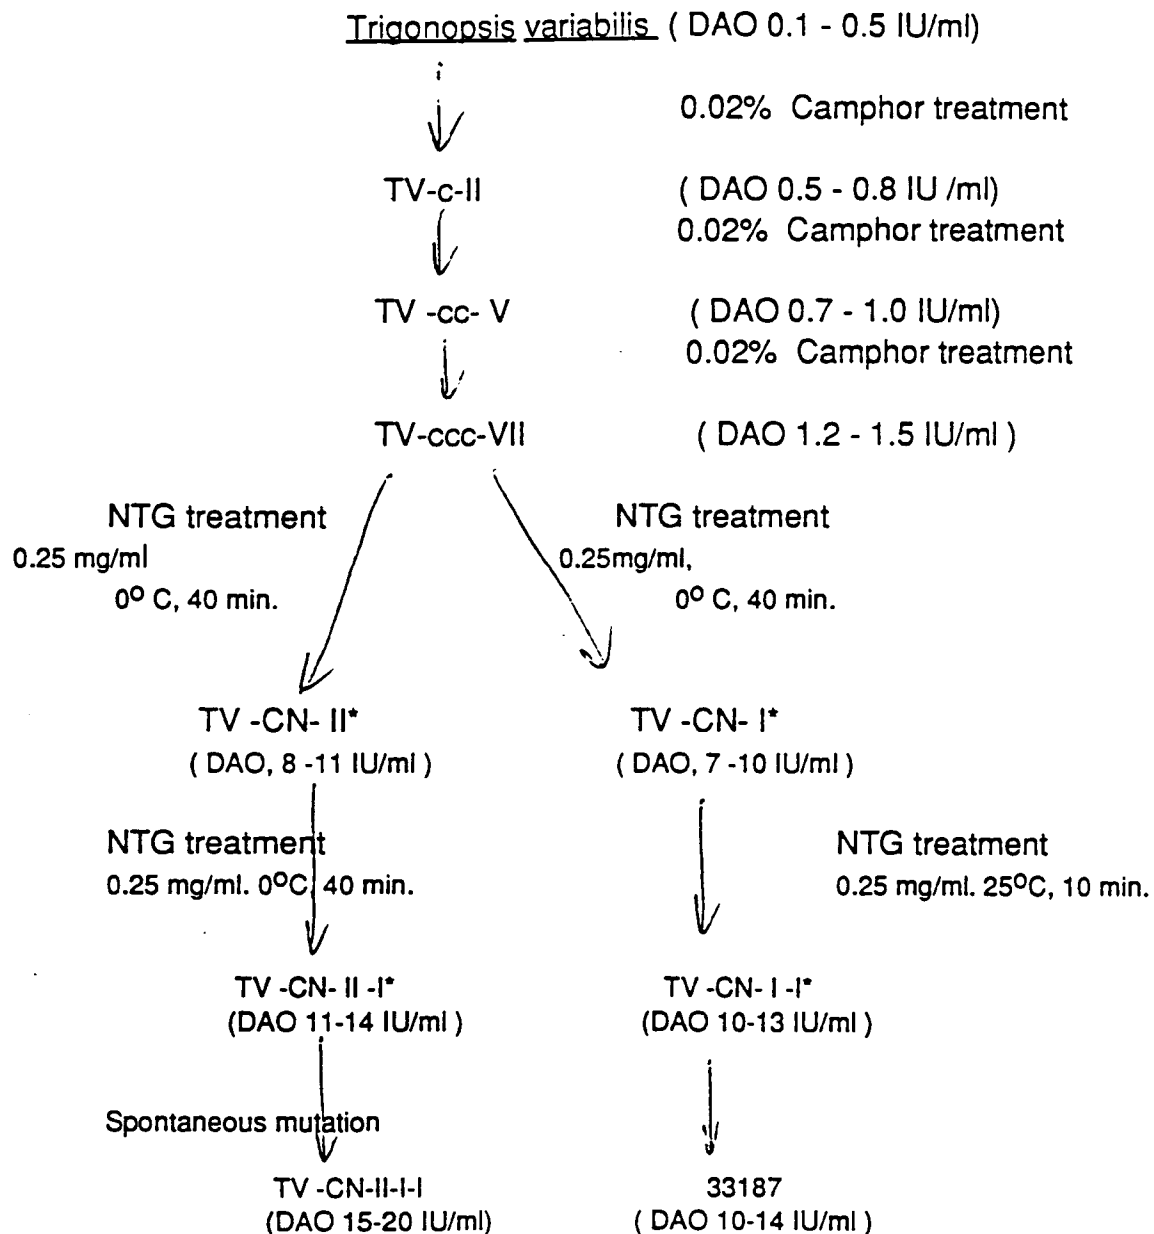 Trigonopsis variabilis ( DAO 0.1 - 0.5 IU/ml)
0.02% Camphor treatment
TV-c-II ( DAO 0.5 - 0.8 IU /ml)
0.02% Camphor treatment
TV -cc- V ( DAO 0.7 - 1.0 IU/ml)
0.02% Camphor treatment
TV-ccc-VII ( DAO 1.2 - 1.5 IU/ml )
NTG treatment NTG treatment
0.25 mg/ml 0.25mg/ml,
0º C, 40 min. 0º C, 40 min.
TV -CN- II* TV -CN- I*
( DAO, 8 -11 IU/ml ) ( DAO, 7 -10 IU/ml )
NTG treatment NTG treatment
0.25 mg/ml. 0ºC, 40 min. 0.25 mg/ml. 25ºC, 10 min.
TV -CN- II -I* TV -CN- I -I*
(DAO 11-14 IU/ml ) (DAO 10-13 IU/ml )
Spontaneous mutation
TV -CN-II-I-I 33187
(DAO 15-20 IU/ml) ( DAO 10-14 IU/ml )